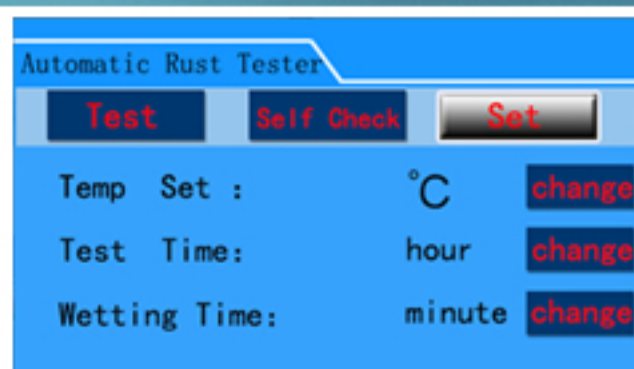 Automatic Rust Tester
Test Self Check Set
Temp Set : °C change
Test Time: hour change
Wetting Time: minute change